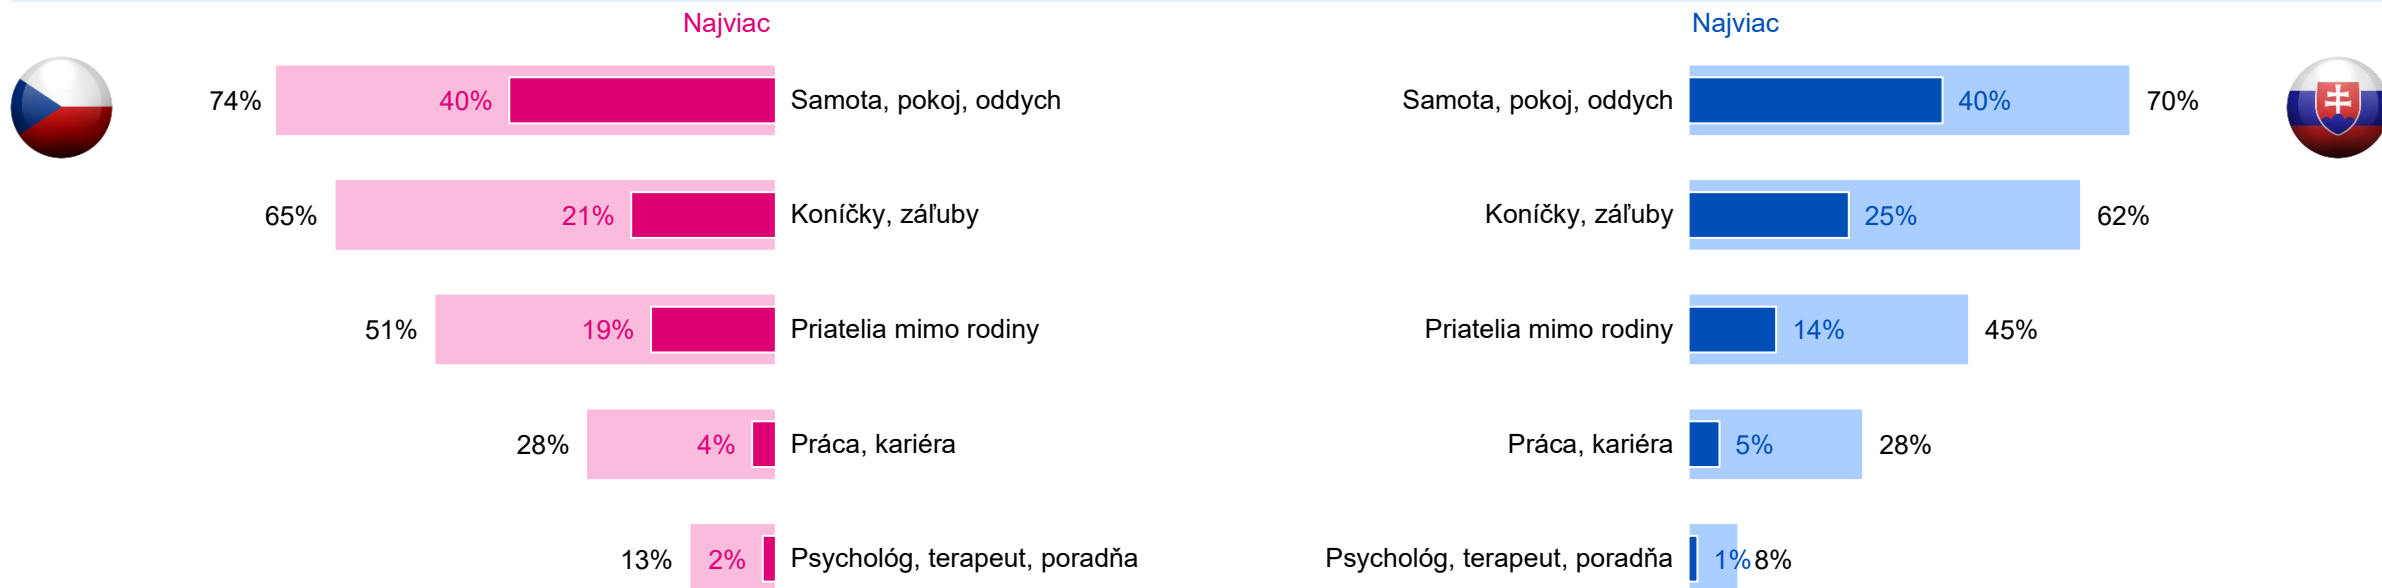 Najviac
Najviac
74% 40% Samota, pokoj, oddych
Samota, pokoj, oddych 40% 70%
65% 21% Koníčky, záľuby
Koníčky, záľuby 25% 62%
51% 19% Priatelia mimo rodiny
Priatelia mimo rodiny 14% 45%
28% 4% Práca, kariéra
Práca, kariéra 5% 28%
13% 2% Psychológ, terapeut, poradňa
Psychológ, terapeut, poradňa 1% 8%